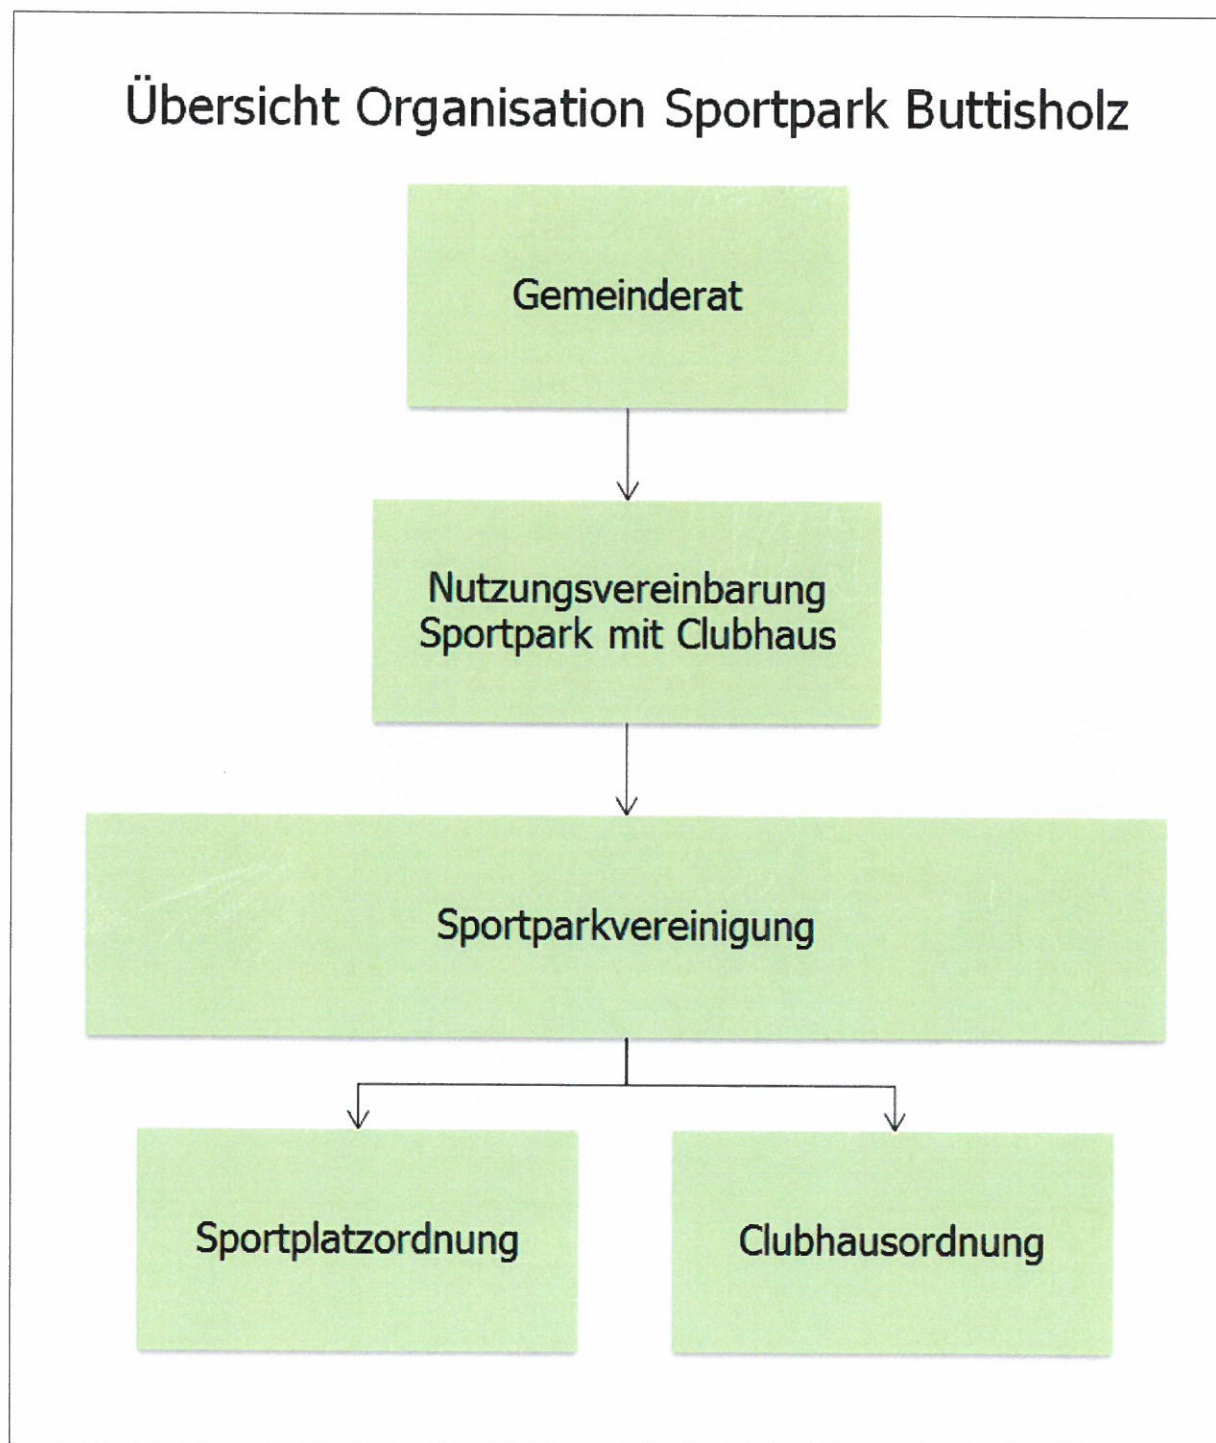 Übersicht Organisation Sportpark Buttisholz
Gemeinderat
Nutzungsvereinbarung
Sportpark mit Clubhaus
Sportparkvereinigung
Sportplatzordnung
Clubhausordnung